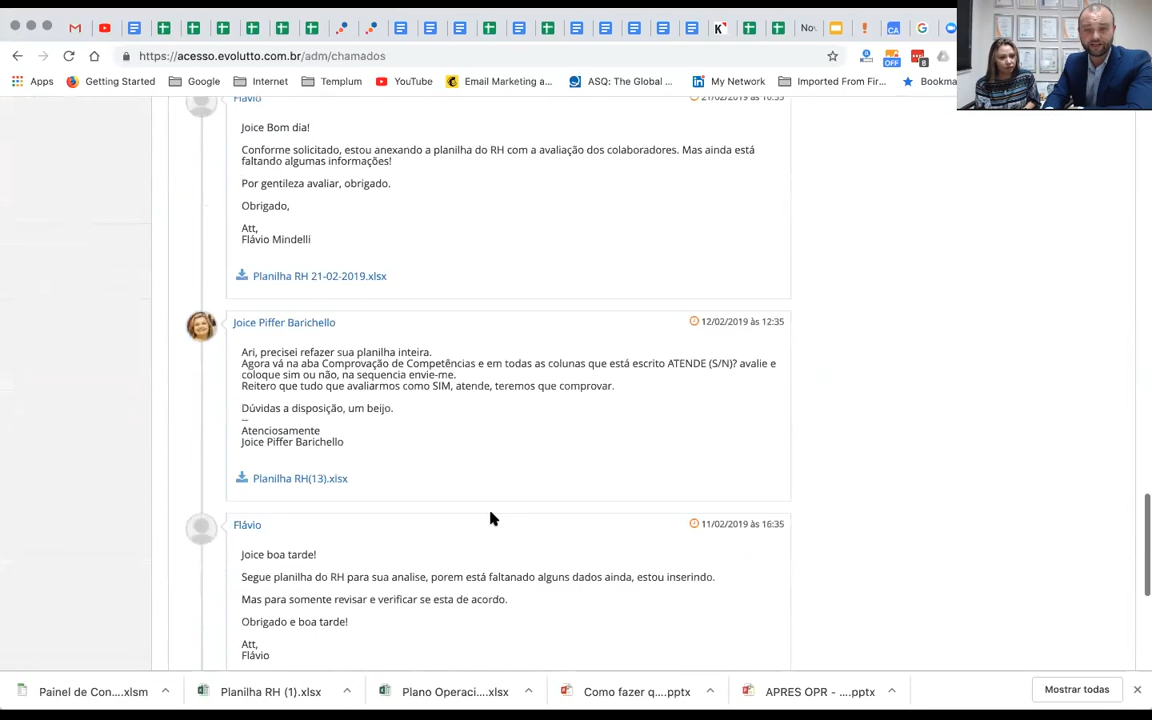 https://acesso.evolutto.com.br/adm/chamados
Apps Getting Started Google Internet Templum YouTube Email Marketing a... ASQ: The Global ... My Network Imported From Fir... Bookma
OFF
8
Flávio 21/02/2019 às 16:35
Joice Bom dia!
Conforme solicitado, estou anexando a planilha do RH com a avaliação dos colaboradores. Mas ainda está
faltando algumas informações!
Por gentileza avaliar, obrigado.
Obrigado,
Att,
Flávio Mindelli
Planilha RH 21-02-2019.xlsx
Joice Piffer Barichello 12/02/2019 às 12:35
Ari, precisei refazer sua planilha inteira.
Agora vá na aba Comprovação de Competências e em todas as colunas que está escrito ATENDE (S/N)? avalie e
coloque sim ou não, na sequencia envie-me.
Reitero que tudo que avaliarmos como SIM, atende, teremos que comprovar.
Dúvidas a disposição, um beijo.
--
Atenciosamente
Joice Piffer Barichello
Planilha RH(13).xlsx
Flávio 11/02/2019 às 16:35
Joice boa tarde!
Segue planilha do RH para sua analise, porem está faltanado alguns dados ainda, estou inserindo.
Mas para somente revisar e verificar se esta de acordo.
Obrigado e boa tarde!
Att,
Flávio
Painel de Con....xlsm Planilha RH (1).xlsx Plano Operaci....xlsx Como fazer q....pptx APRES OPR - ....pptx Mostrar todas